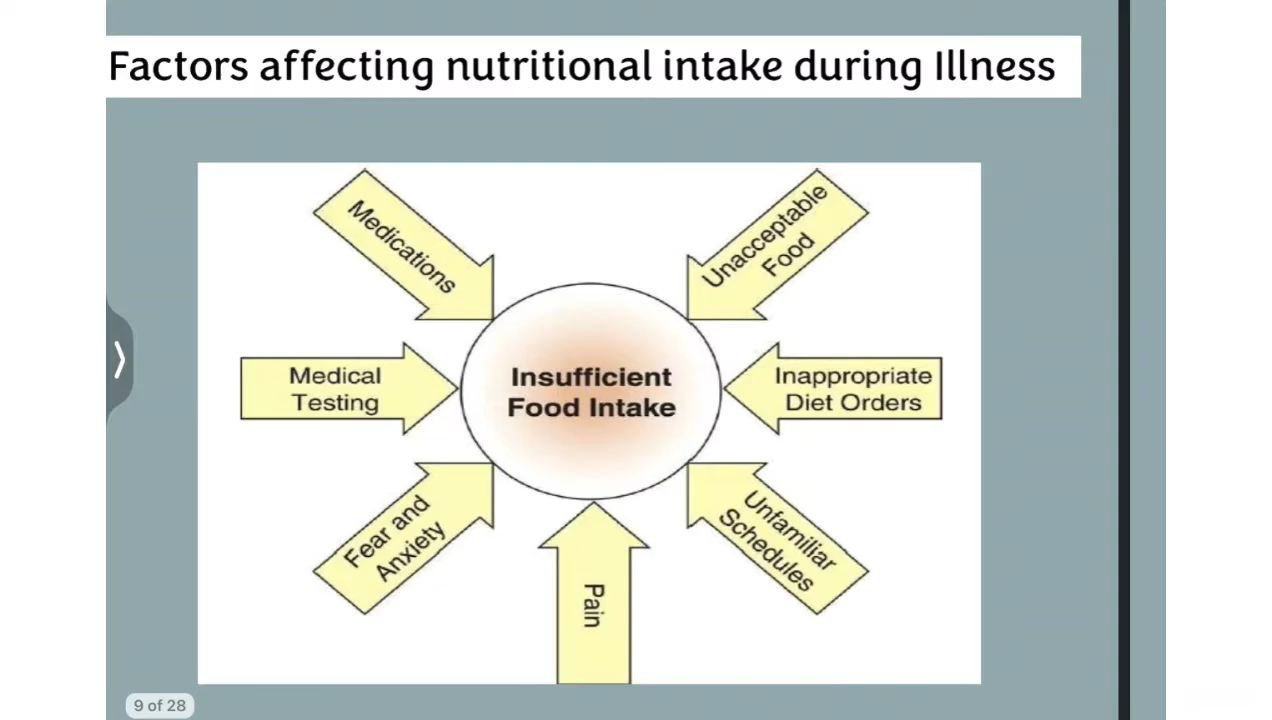 Factors affecting nutritional intake during Illness
Medications
Unacceptable
Food
Medical
Testing
Insufficient
Food Intake
Inappropriate
Diet Orders
Fear and
Anxiety
Pain
Unfamiliar
Schedules
9 of 28